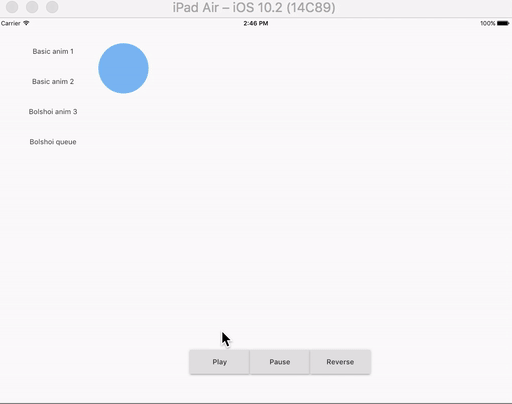 iPad Air – iOS 10.2 (14C89)
Carrier 2:46 PM 100%
Basic anim 1
Basic anim 2
Bolshoi anim 3
Bolshoi queue
Play Pause Reverse